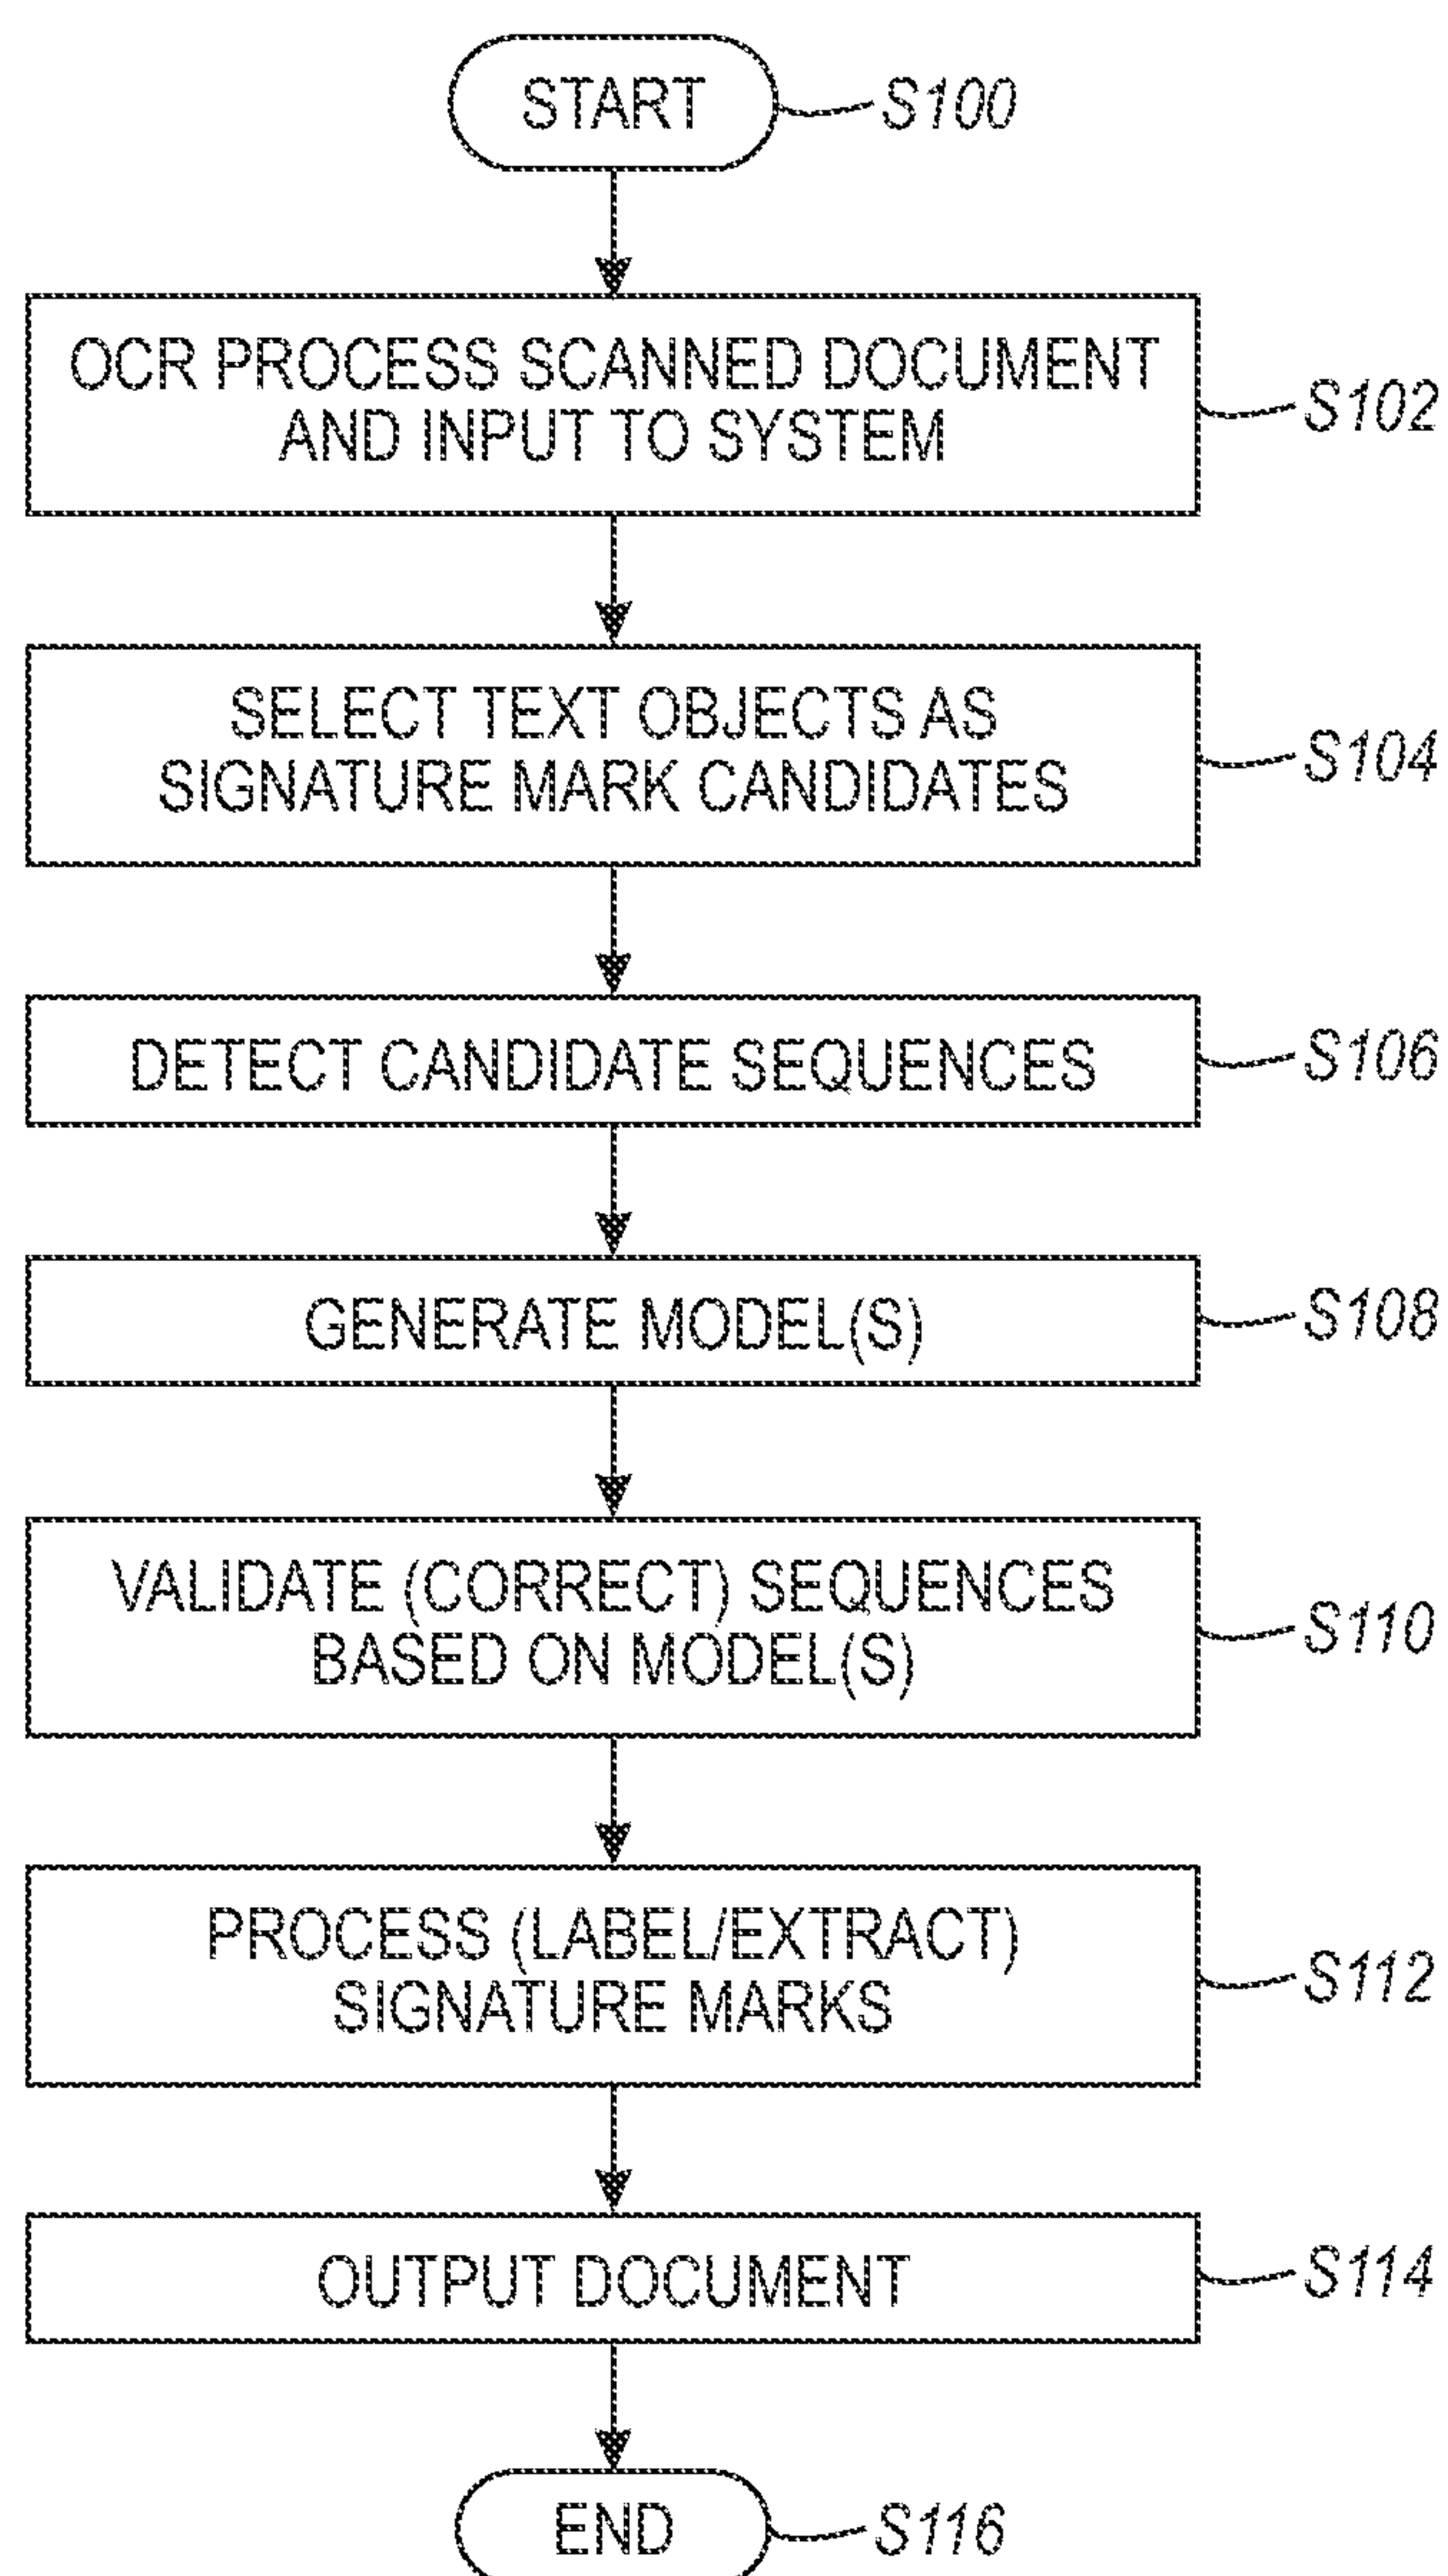 START
S100
OCR PROCESS SCANNED DOCUMENT
AND INPUT TO SYSTEM
S102
SELECT TEXT OBJECTS AS
SIGNATURE MARK CANDIDATES
S104
DETECT CANDIDATE SEQUENCES
S106
GENERATE MODEL(S)
S108
VALIDATE (CORRECT) SEQUENCES
BASED ON MODEL(S)
S110
PROCESS (LABEL/EXTRACT)
SIGNATURE MARKS
S112
OUTPUT DOCUMENT
S114
END
S116